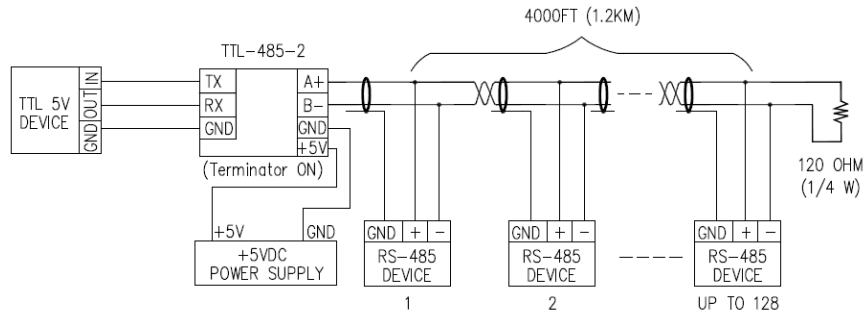 4000FT (1.2KM)
TTL-485-2
TTL 5V
DEVICE
IN
OUT
GND
TX
RX
GND
A+
B-
GND
+5V
(Terminator ON)
120 OHM
(1/4 W)
+5V
GND
+5VDC
POWER SUPPLY
GND + -
RS-485
DEVICE
1
GND + -
RS-485
DEVICE
2
GND + -
RS-485
DEVICE
UP TO 128